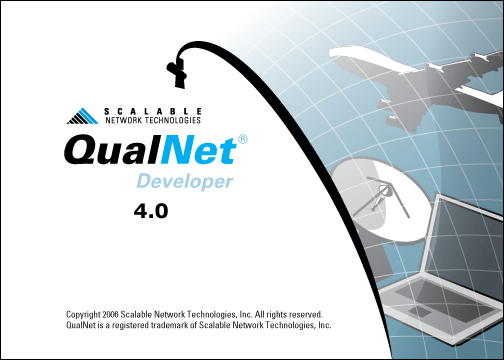 SCALABLE
NETWORK TECHNOLOGIES
QualNet®
Developer
4.0
Copyright 2006 Scalable Network Technologies, Inc. All rights reserved.
QualNet is a registered trademark of Scalable Network Technologies, Inc.